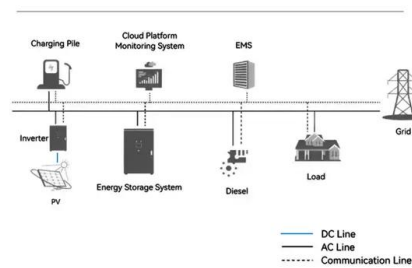 Charging Pile
Cloud Platform
Monitoring System
EMS
Grid
Inverter
PV
Energy Storage System
Diesel
Load
DC Line
AC Line
Communication Line